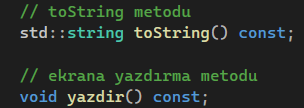 // toString metodu
std::string toString() const;
// ekrana yazdırma metodu
void yazdir() const;